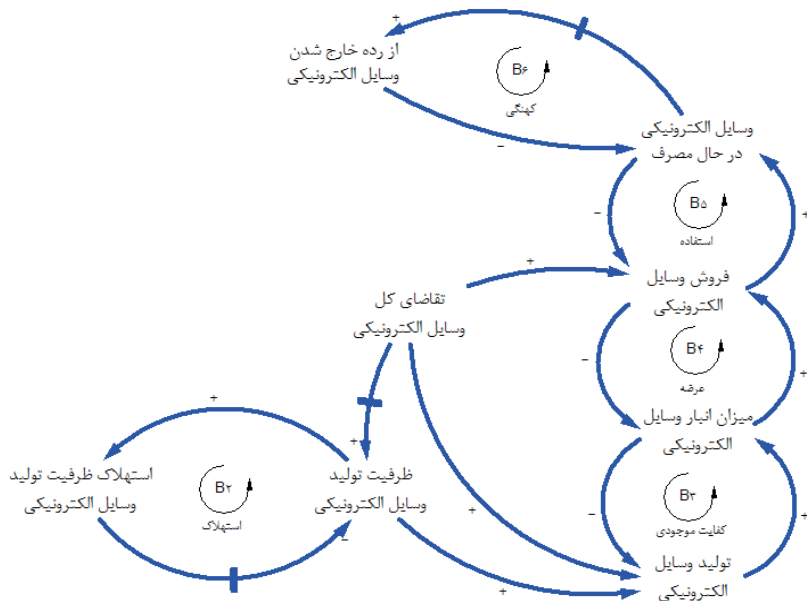 +
از رده خارج شدن
وسایل الکترونیکی
B۶
کهنگی
−
وسایل الکترونیکی
در حال مصرف
−
B۵
+
استفاده
+
فروش وسایل
الکترونیکی
تقاضای کل
وسایل الکترونیکی
−
B۴
+
عرضه
+
+
میزان انبار وسایل
الکترونیکی
استهلاک ظرفیت تولید
وسایل الکترونیکی
B۲
استهلاک
ظرفیت تولید
وسایل الکترونیکی
−
−
B۳
+
کفایت موجودی
+
+
تولید وسایل
الکترونیکی